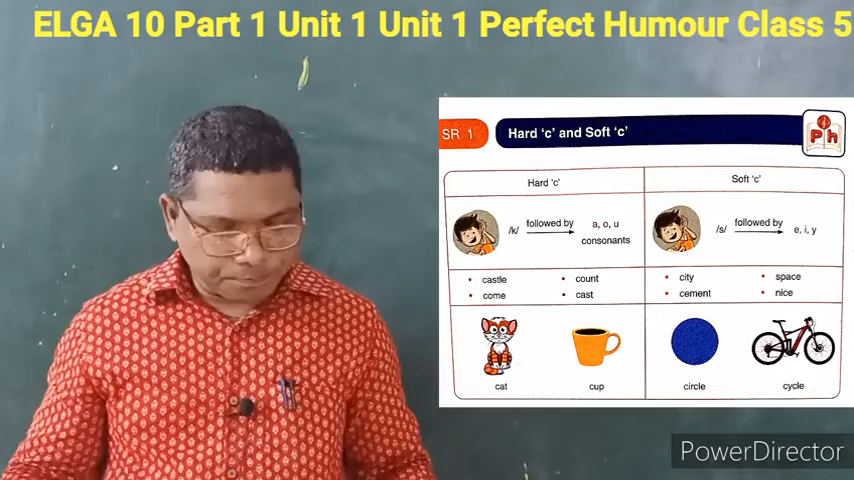 ELGA 10 Part 1 Unit 1 Unit 1 Perfect Humour Class 5
SR 1
Hard ‘c’ and Soft ‘c’
Ph
Hard ‘c’
Soft ‘c’
/k/ followed by a, o, u
consonants
/s/ followed by e, i, y
• castle • count
• come • cast
• city • space
• cement • nice
cat
cup
circle
cycle
PowerDirector